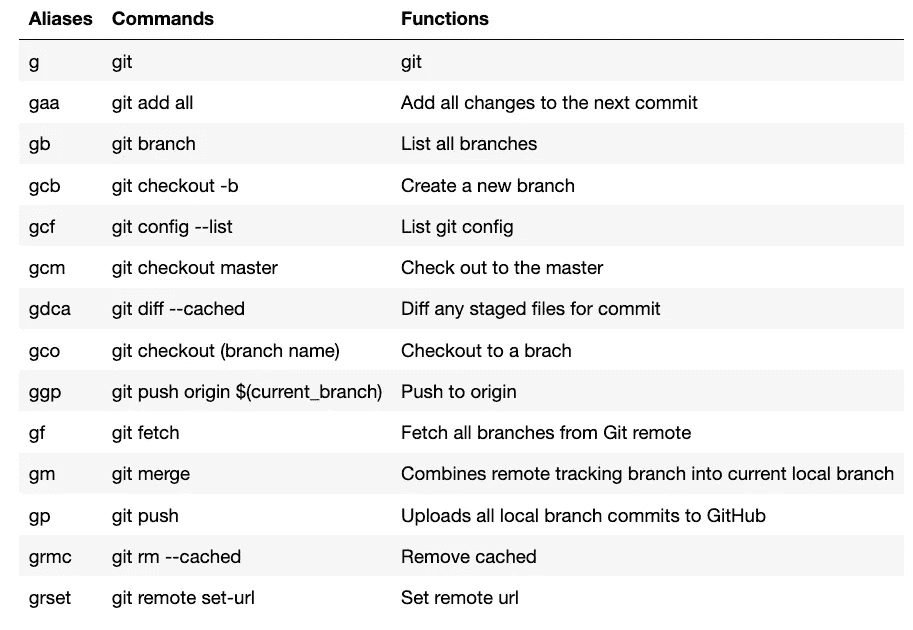 Aliases Commands Functions
g git git
gaa git add all Add all changes to the next commit
gb git branch List all branches
gcb git checkout -b Create a new branch
gcf git config --list List git config
gcm git checkout master Check out to the master
gdca git diff --cached Diff any staged files for commit
gco git checkout (branch name) Checkout to a brach
ggp git push origin $(current_branch) Push to origin
gf git fetch Fetch all branches from Git remote
gm git merge Combines remote tracking branch into current local branch
gp git push Uploads all local branch commits to GitHub
grmc git rm --cached Remove cached
grset git remote set-url Set remote url